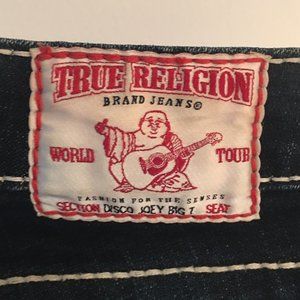 TRUE RELIGION
BRAND JEANS®
WORLD TOUR
FASHION FOR THE SENSES
SECTION DISCO JOEY BIG T SEAT